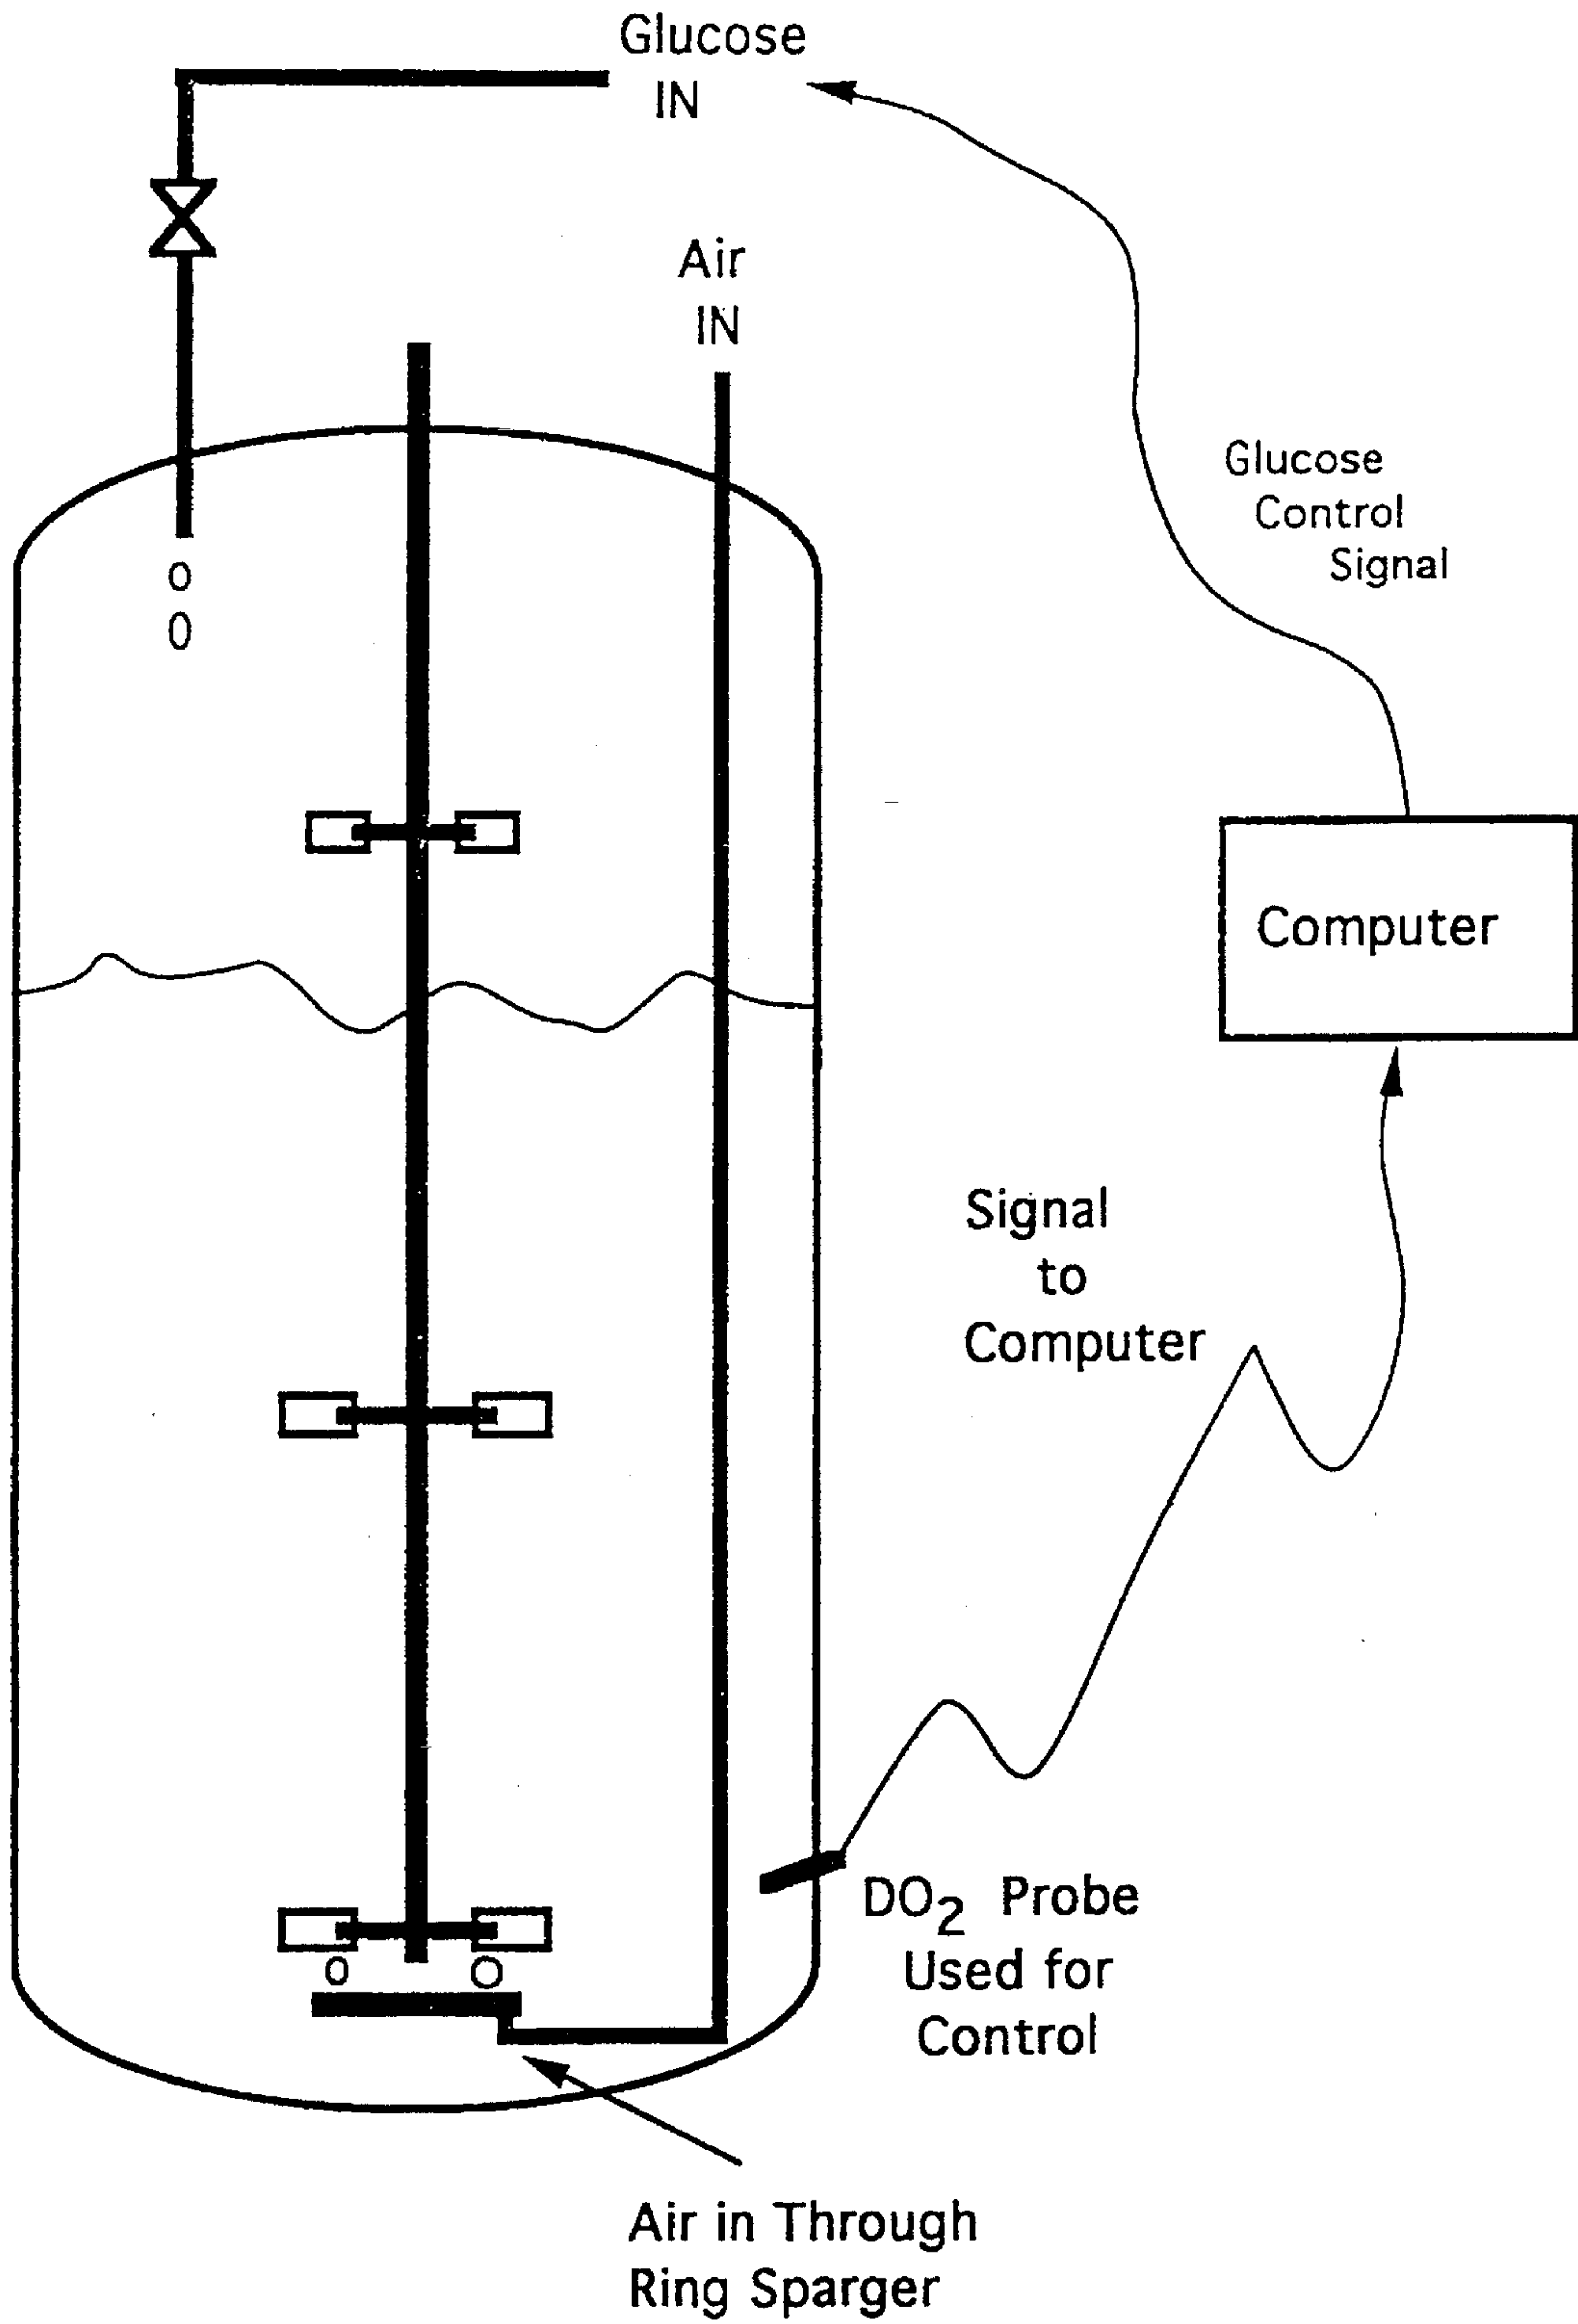 Glucose
IN
Air
IN
Glucose
Control
Signal
Computer
Signal
to
Computer
DO2 Probe
Used for
Control
Air in Through
Ring Sparger